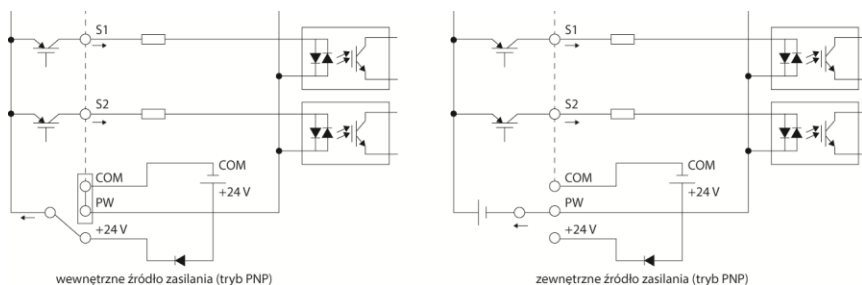 S1
S2
COM
COM
+24 V
PW
+24 V
wewnętrzne źródło zasilania (tryb PNP)
S1
S2
COM
COM
+24 V
PW
+24 V
zewnętrzne źródło zasilania (tryb PNP)